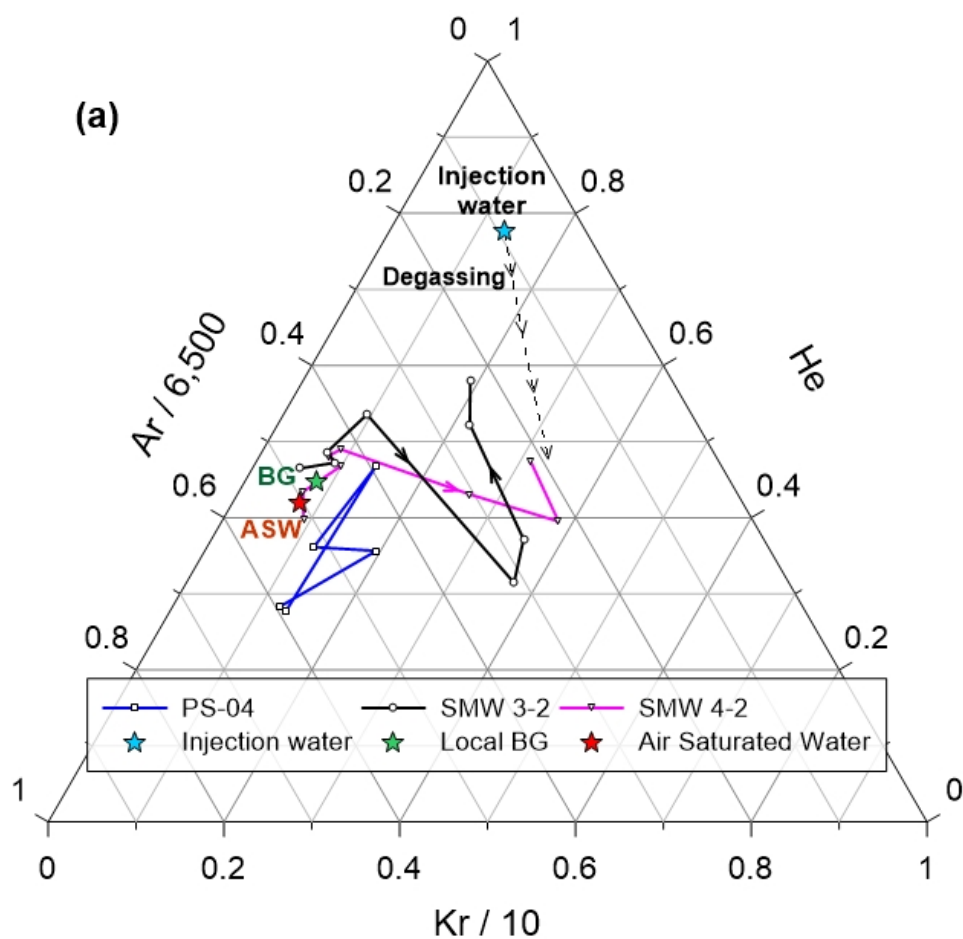 0 1
(a)
Injection
water
0.2 0.8
Degassing
0.4 0.6
Ar / 6,500
He
BG
0.6 0.4
ASW
0.8 0.2
PS-04 SMW 3-2 SMW 4-2
Injection water Local BG Air Saturated Water
1 0
0 0.2 0.4 0.6 0.8 1
Kr / 10